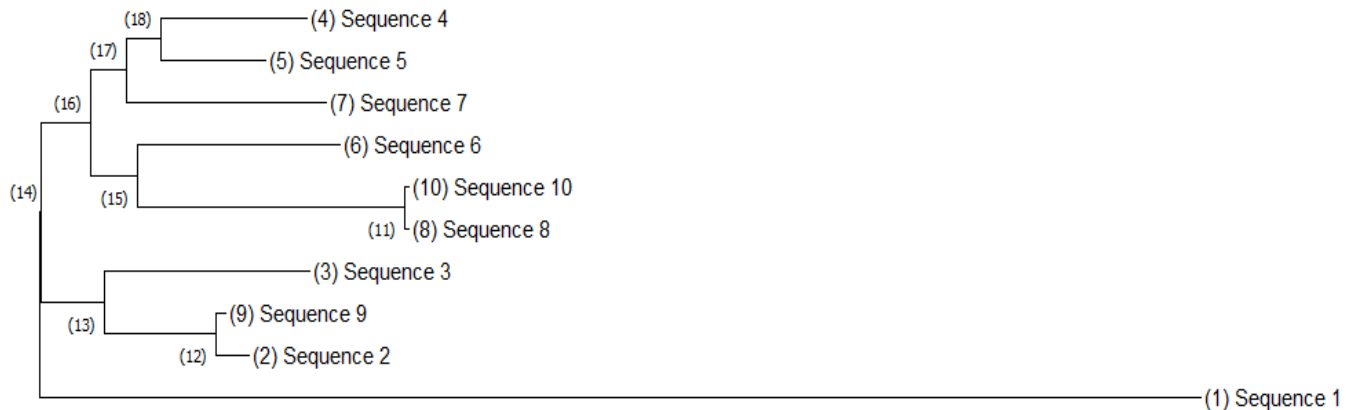 (18)
(4) Sequence 4
(17)
(5) Sequence 5
(16)
(7) Sequence 7
(6) Sequence 6
(14)
(15)
(10) Sequence 10
(11)
(8) Sequence 8
(3) Sequence 3
(13)
(9) Sequence 9
(12)
(2) Sequence 2
(1) Sequence 1